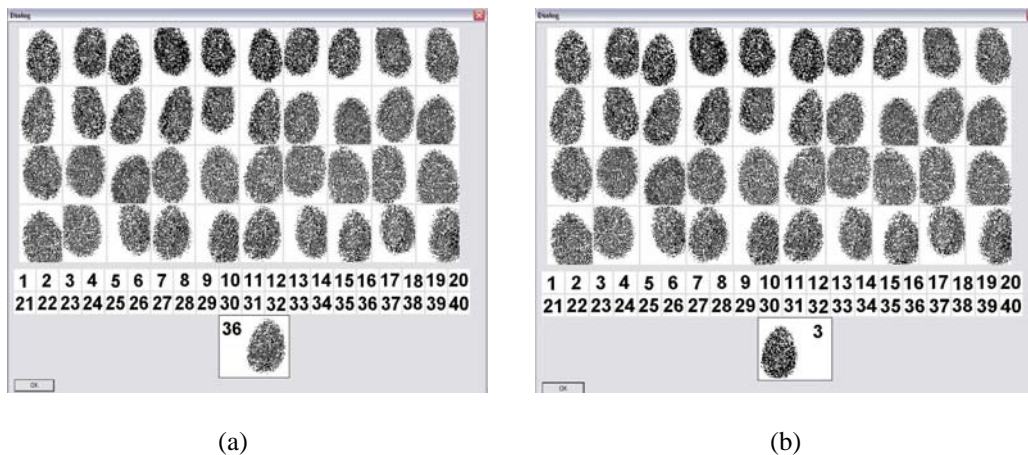 Dialog
1 2 3 4 5 6 7 8 9 10 11 12 13 14 15 16 17 18 19 20
21 22 23 24 25 26 27 28 29 30 31 32 33 34 35 36 37 38 39 40
36
OK
(a)
Dialog
1 2 3 4 5 6 7 8 9 10 11 12 13 14 15 16 17 18 19 20
21 22 23 24 25 26 27 28 29 30 31 32 33 34 35 36 37 38 39 40
3
OK
(b)